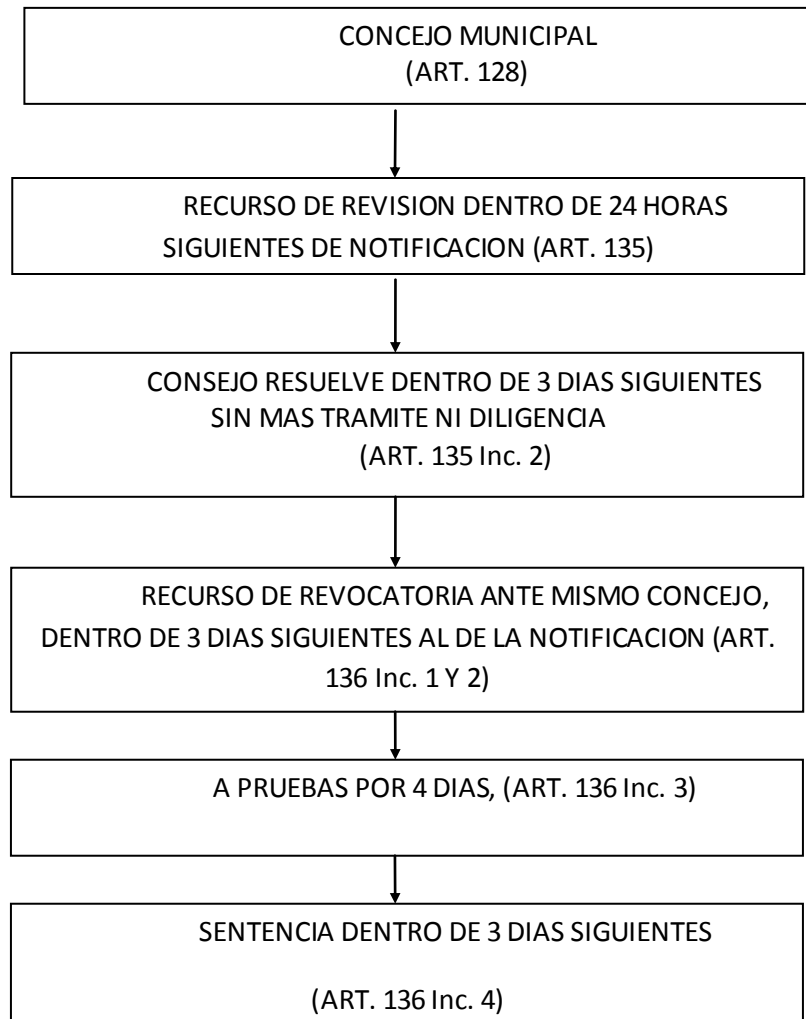 CONCEJO MUNICIPAL
(ART. 128)
RECURSO DE REVISION DENTRO DE 24 HORAS
SIGUIENTES DE NOTIFICACION (ART. 135)
CONSEJO RESUELVE DENTRO DE 3 DIAS SIGUIENTES
SIN MAS TRAMITE NI DILIGENCIA
(ART. 135 Inc. 2)
RECURSO DE REVOCATORIA ANTE MISMO CONCEJO,
DENTRO DE 3 DIAS SIGUIENTES AL DE LA NOTIFICACION (ART.
136 Inc. 1 Y 2)
A PRUEBAS POR 4 DIAS, (ART. 136 Inc. 3)
SENTENCIA DENTRO DE 3 DIAS SIGUIENTES
(ART. 136 Inc. 4)